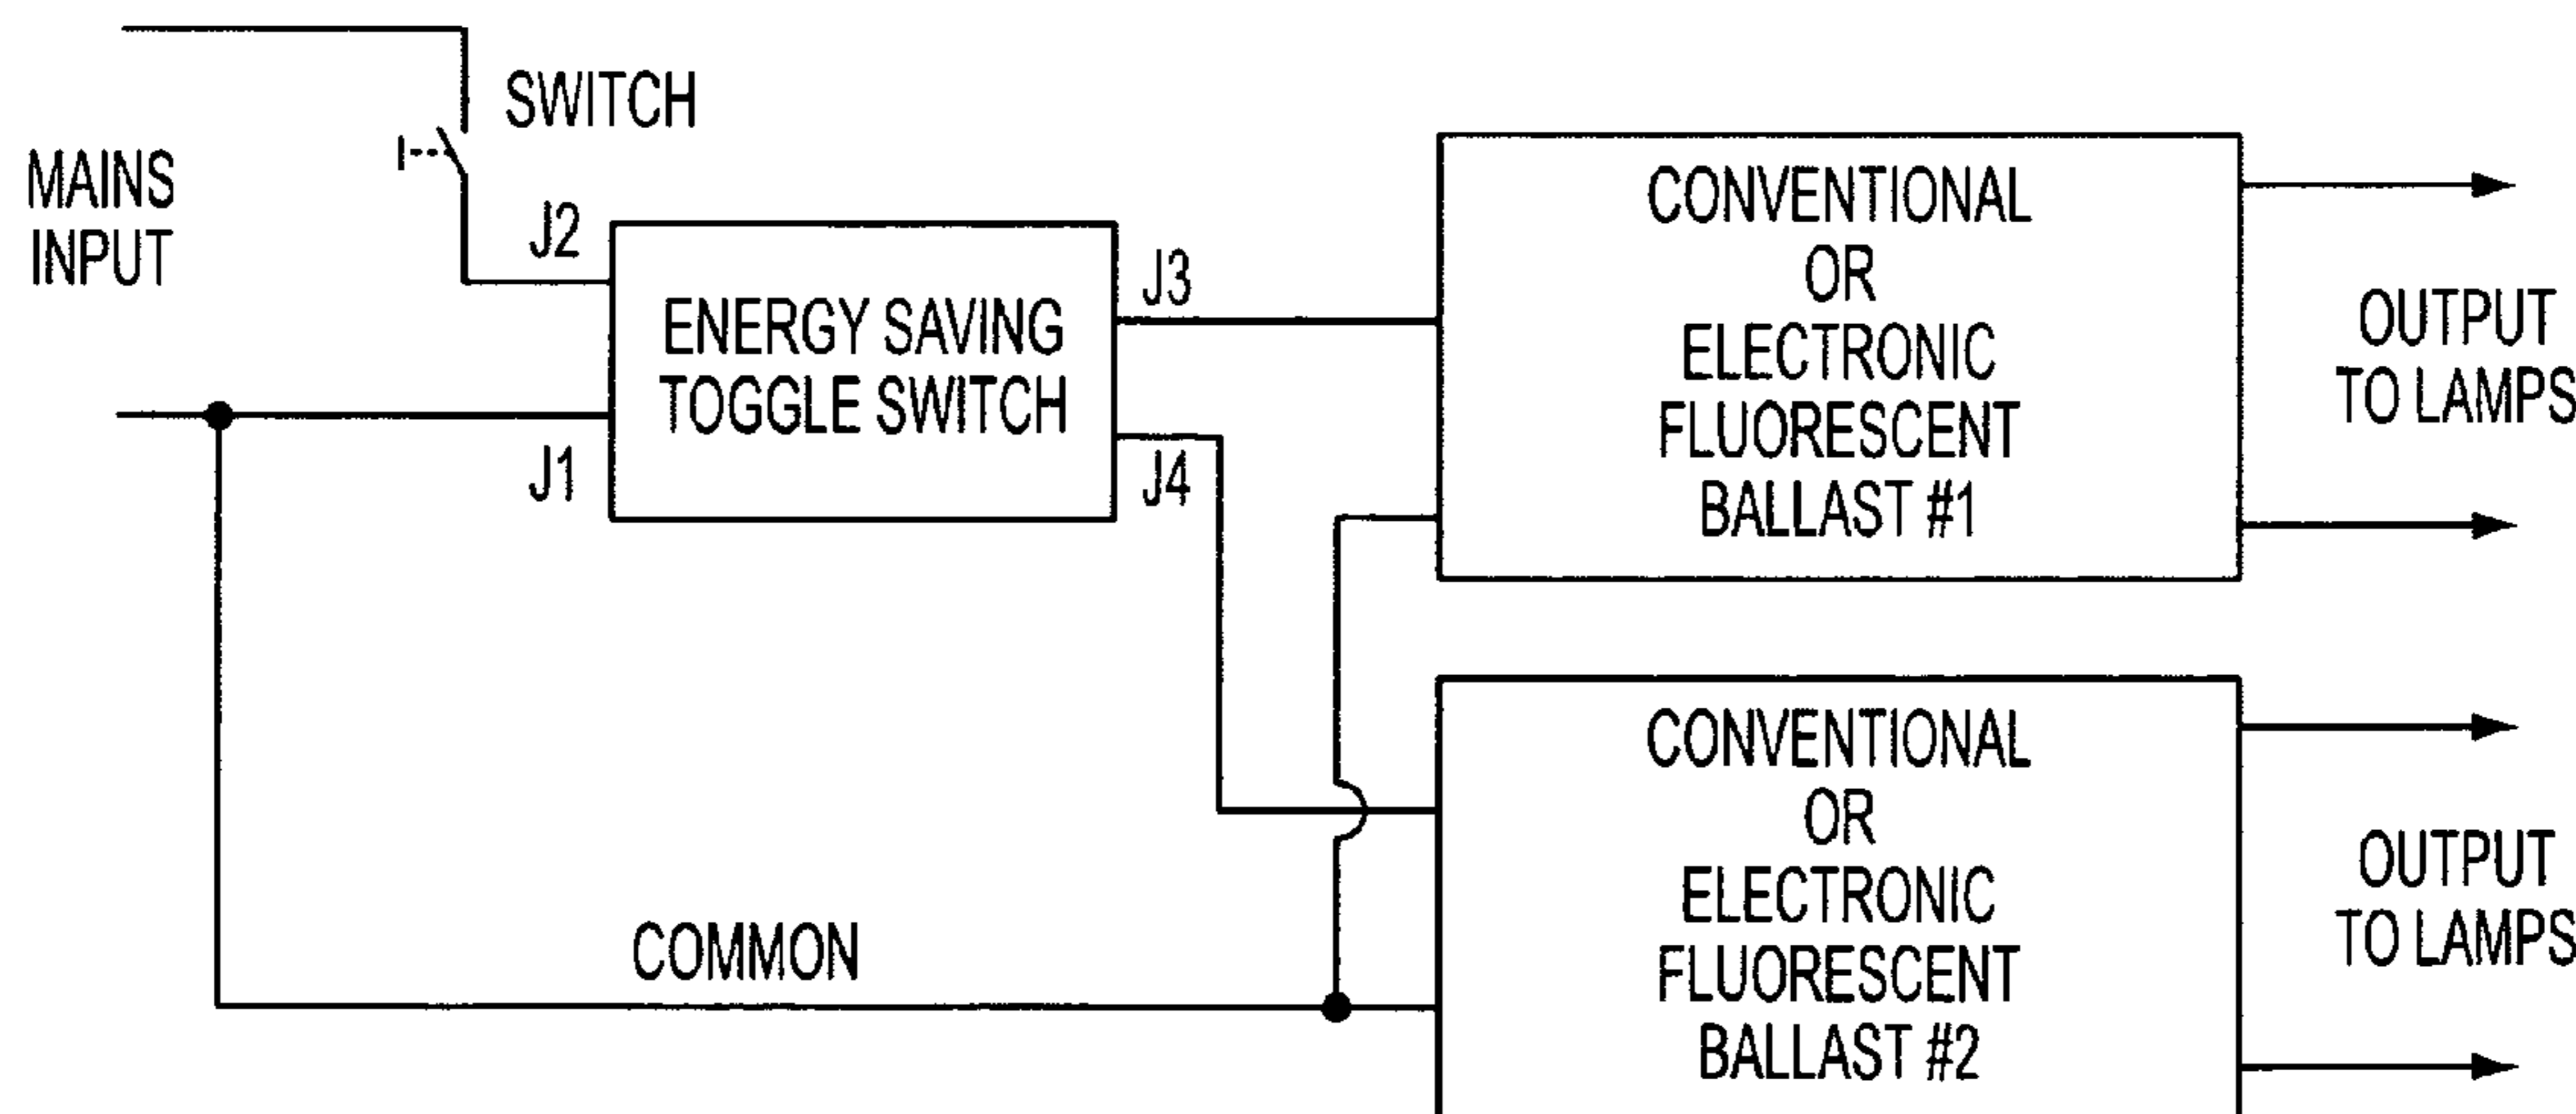 SWITCH
MAINS
INPUT
J2
J1
ENERGY SAVING
TOGGLE SWITCH
J3
J4
CONVENTIONAL
OR
ELECTRONIC
FLUORESCENT
BALLAST #1
OUTPUT
TO LAMPS
COMMON
CONVENTIONAL
OR
ELECTRONIC
FLUORESCENT
BALLAST #2
OUTPUT
TO LAMPS